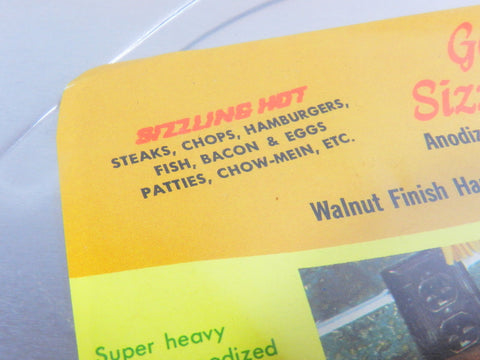 SIZZLING HOT
STEAKS, CHOPS, HAMBURGERS,
FISH, BACON & EGGS
PATTIES, CHOW-MEIN, ETC.
Walnut Finish
Super heavy